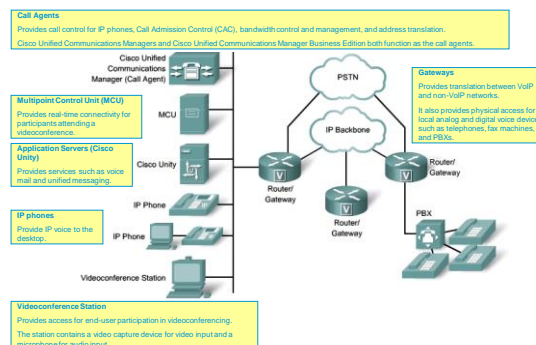 Call Agents
Provides call control for IP phones, Call Admission Control (CAC), bandwidth control and management, and address translation.
Cisco Unified Communications Managers and Cisco Unified Communications Manager Business Edition both function as the call agents.
Cisco Unified
Communications
Manager (Call Agent)
PSTN
Gateways
Provides translation between VoIP
and non-VoIP networks.
It also provides physical access for
local analog and digital voice devices
such as telephones, fax machines,
and PBXs.
Multipoint Control Unit (MCU)
Provides real-time connectivity for
participants attending a
videoconference.
MCU
IP Backbone
Application Servers (Cisco
Unity)
Provides services such as voice
mail and unified messaging.
Cisco Unity
V
Router/
Gateway
V
Router/
Gateway
V
Router/
Gateway
IP phones
Provide IP voice to the
desktop.
IP Phone
IP Phone
PBX
Videoconference Station
Videoconference Station
Provides access for end-user participation in videoconferencing.
The station contains a video capture device for video input and a
microphone for audio input.